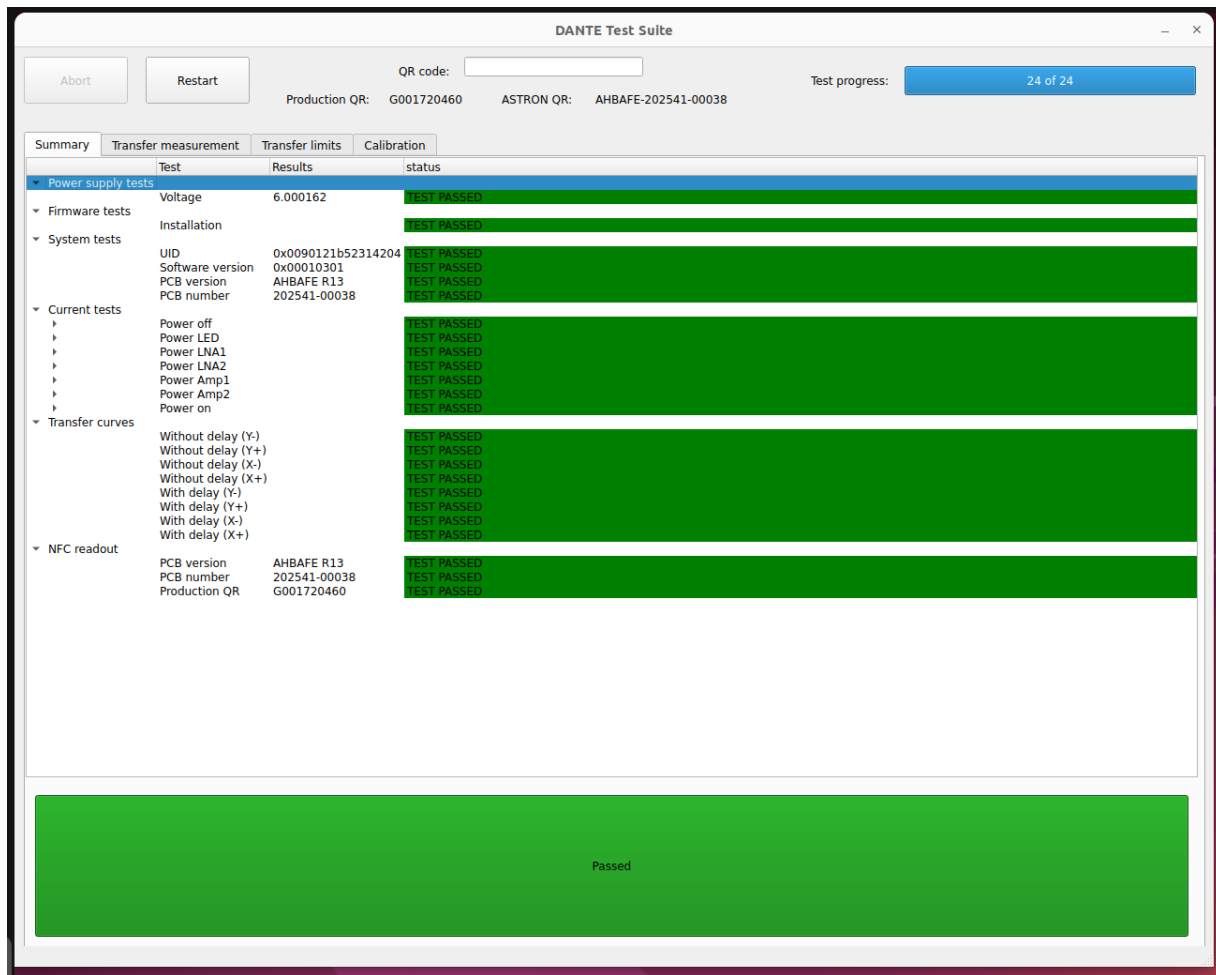 DANTE Test Suite
Abort
Restart
QR code:
Production QR: G001720460 ASTRON QR: AHBAFE-202541-00038
Test progress: 24 of 24
Summary Transfer measurement Transfer limits Calibration
Test Results status
Power supply tests
Voltage 6.000162 TEST PASSED
Firmware tests
Installation TEST PASSED
System tests
UID 0x0090121b52314204 TEST PASSED
Software version 0x00010301 TEST PASSED
PCB version AHBAFE R13 TEST PASSED
PCB number 202541-00038 TEST PASSED
Current tests
Power off TEST PASSED
Power LED TEST PASSED
Power LNA1 TEST PASSED
Power LNA2 TEST PASSED
Power Amp1 TEST PASSED
Power Amp2 TEST PASSED
Power on TEST PASSED
Transfer curves
Without delay (Y-) TEST PASSED
Without delay (Y+) TEST PASSED
Without delay (X-) TEST PASSED
Without delay (X+) TEST PASSED
With delay (Y-) TEST PASSED
With delay (Y+) TEST PASSED
With delay (X-) TEST PASSED
With delay (X+) TEST PASSED
NFC readout
PCB version AHBAFE R13 TEST PASSED
PCB number 202541-00038 TEST PASSED
Production QR G001720460 TEST PASSED
Passed